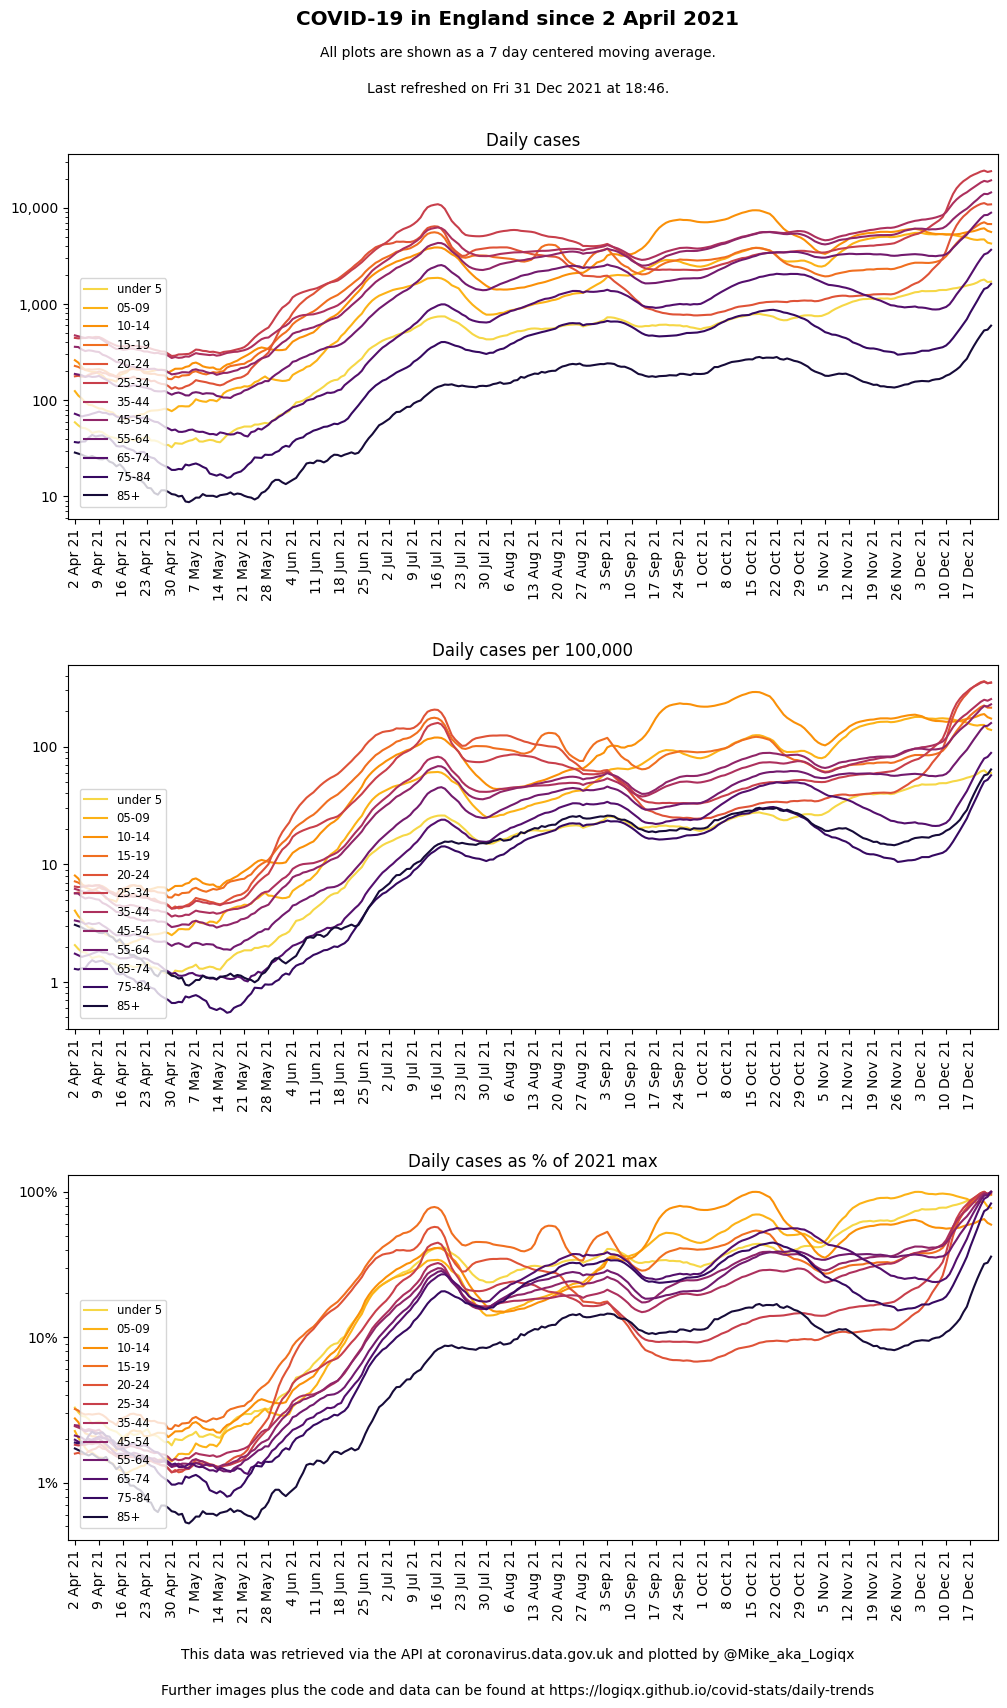 COVID-19 in England since 2 April 2021
All plots are shown as a 7 day centered moving average.
Last refreshed on Fri 31 Dec 2021 at 18:46.
Daily cases
10,000
1,000
100
10
under 5
05-09
10-14
15-19
20-24
25-34
35-44
45-54
55-64
65-74
75-84
85+
2 Apr 21
9 Apr 21
16 Apr 21
23 Apr 21
30 Apr 21
7 May 21
14 May 21
21 May 21
28 May 21
4 Jun 21
11 Jun 21
18 Jun 21
25 Jun 21
2 Jul 21
9 Jul 21
16 Jul 21
23 Jul 21
30 Jul 21
6 Aug 21
13 Aug 21
20 Aug 21
27 Aug 21
3 Sep 21
10 Sep 21
17 Sep 21
24 Sep 21
1 Oct 21
8 Oct 21
15 Oct 21
22 Oct 21
29 Oct 21
5 Nov 21
12 Nov 21
19 Nov 21
26 Nov 21
3 Dec 21
10 Dec 21
17 Dec 21
Daily cases per 100,000
100
10
1
under 5
05-09
10-14
15-19
20-24
25-34
35-44
45-54
55-64
65-74
75-84
85+
2 Apr 21
9 Apr 21
16 Apr 21
23 Apr 21
30 Apr 21
7 May 21
14 May 21
21 May 21
28 May 21
4 Jun 21
11 Jun 21
18 Jun 21
25 Jun 21
2 Jul 21
9 Jul 21
16 Jul 21
23 Jul 21
30 Jul 21
6 Aug 21
13 Aug 21
20 Aug 21
27 Aug 21
3 Sep 21
10 Sep 21
17 Sep 21
24 Sep 21
1 Oct 21
8 Oct 21
15 Oct 21
22 Oct 21
29 Oct 21
5 Nov 21
12 Nov 21
19 Nov 21
26 Nov 21
3 Dec 21
10 Dec 21
17 Dec 21
Daily cases as % of 2021 max
100%
10%
1%
under 5
05-09
10-14
15-19
20-24
25-34
35-44
45-54
55-64
65-74
75-84
85+
2 Apr 21
9 Apr 21
16 Apr 21
23 Apr 21
30 Apr 21
7 May 21
14 May 21
21 May 21
28 May 21
4 Jun 21
11 Jun 21
18 Jun 21
25 Jun 21
2 Jul 21
9 Jul 21
16 Jul 21
23 Jul 21
30 Jul 21
6 Aug 21
13 Aug 21
20 Aug 21
27 Aug 21
3 Sep 21
10 Sep 21
17 Sep 21
24 Sep 21
1 Oct 21
8 Oct 21
15 Oct 21
22 Oct 21
29 Oct 21
5 Nov 21
12 Nov 21
19 Nov 21
26 Nov 21
3 Dec 21
10 Dec 21
17 Dec 21
This data was retrieved via the API at coronavirus.data.gov.uk and plotted by @Mike_aka_Logiqx
Further images plus the code and data can be found at https://logiqx.github.io/covid-stats/daily-trends